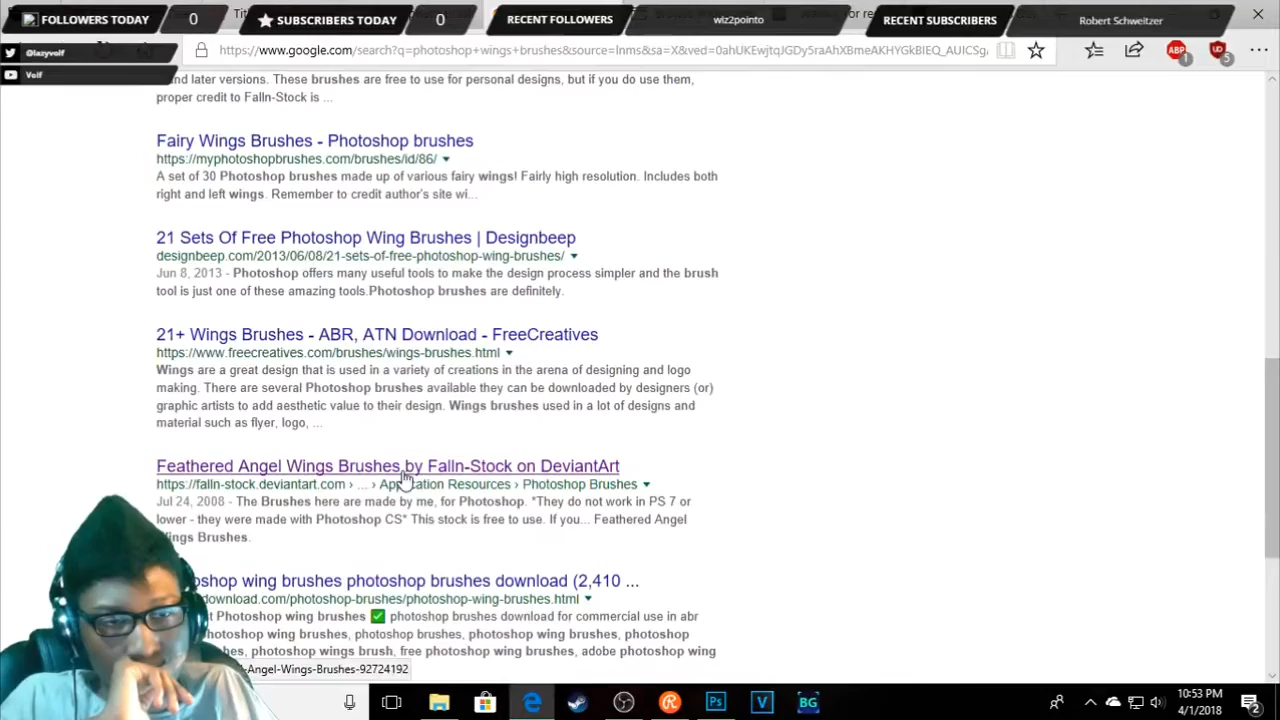 FOLLOWERS TODAY 0 SUBSCRIBERS TODAY 0 RECENT FOLLOWERS wiz2pointo RECENT SUBSCRIBERS Robert Schweitzer
@lazyvolf
https://www.google.com/search?q=photoshop+wings+brushes&source=lnms&sa=X&ved=0ahUKEwjtqJGDy5raAhXBmeAKHYGkBIEQ_AUICSg
ABP 1 5
Volf
and later versions. These brushes are free to use for personal designs, but if you do use them,
proper credit to Falln-Stock is ...
Fairy Wings Brushes - Photoshop brushes
https://myphotoshopbrushes.com/brushes/id/86/
A set of 30 Photoshop brushes made up of various fairy wings! Fairly high resolution. Includes both
right and left wings. Remember to credit author's site wi...
21 Sets Of Free Photoshop Wing Brushes | Designbeep
designbeep.com/2013/06/08/21-sets-of-free-photoshop-wing-brushes/
Jun 8, 2013 - Photoshop offers many useful tools to make the design process simpler and the brush
tool is just one of these amazing tools.Photoshop brushes are definitely.
21+ Wings Brushes - ABR, ATN Download - FreeCreatives
https://www.freecreatives.com/brushes/wings-brushes.html
Wings are a great design that is used in a variety of creations in the arena of designing and logo
making. There are several Photoshop brushes available they can be downloaded by designers (or)
graphic artists to add aesthetic value to their design. Wings brushes used in a lot of designs and
material such as flyer, logo, ...
Feathered Angel Wings Brushes by Falln-Stock on DeviantArt
https://falln-stock.deviantart.com › ... › Application Resources › Photoshop Brushes
Jul 24, 2008 - The Brushes here are made by me, for Photoshop. *They do not work in PS 7 or
lower - they were made with Photoshop CS* This stock is free to use. If you... Feathered Angel
Wings Brushes.
oshop wing brushes photoshop brushes download (2,410 ...
download.com/photoshop-brushes/photoshop-wing-brushes.html
t Photoshop wing brushes ✅ photoshop brushes download for commercial use in abr
hotoshop wing brushes, photoshop brushes, photoshop wing brushes, photoshop
hes, photoshop wings brush, free photoshop wing brushes, adobe photoshop wing
-Angel-Wings-Brushes-92724192
Ps V BG
10:53 PM
4/1/2018
2